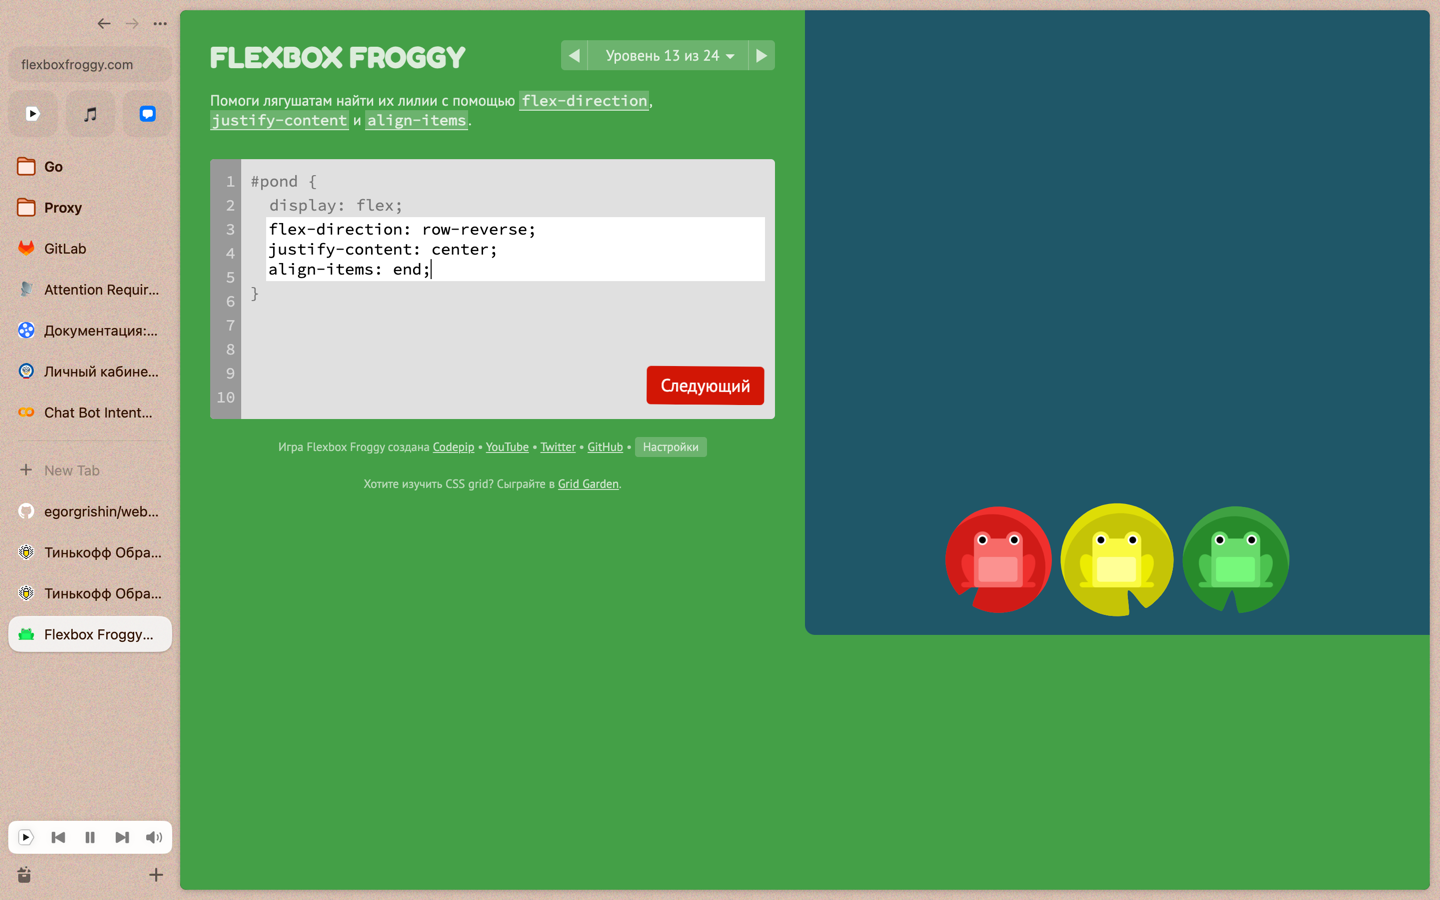 flexboxfroggy.com
Go
Proxy
GitLab
Attention Requir...
Документация:...
Личный кабине...
Chat Bot Intent...
New Tab
egorgrishin/web...
Тинькофф Обра...
Тинькофф Обра...
Flexbox Froggy...
FLEXBOX FROGGY
Уровень 13 из 24
Помоги лягушатам найти их лилии с помощью flex-direction,
justify-content и align-items.
1 #pond {
2 display: flex;
3 flex-direction: row-reverse;
4 justify-content: center;
5 align-items: end;
6 }
7
8
9
10
Следующий
Игра Flexbox Froggy создана Codepip • YouTube • Twitter • GitHub • Настройки
Хотите изучить CSS grid? Сыграйте в Grid Garden.